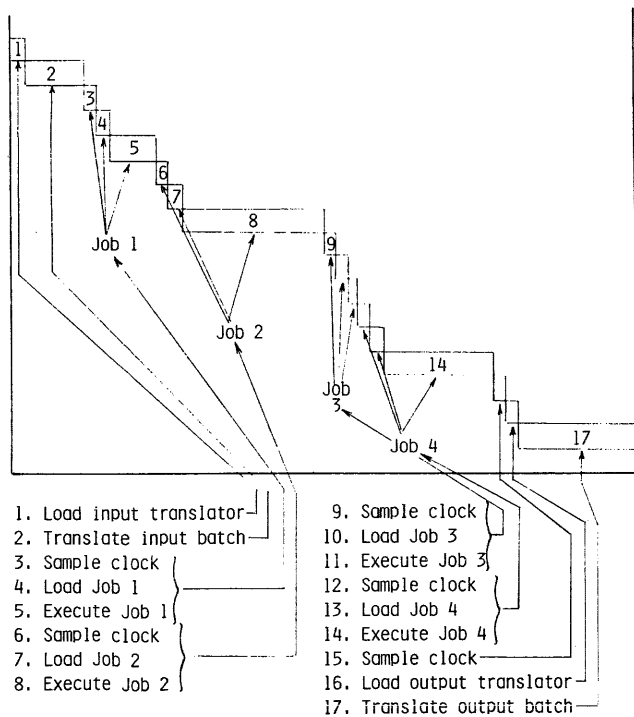 1
2
3
4
5
6
7
8
Job 1
9
Job 2
14
Job
3
Job 4
17
1. Load input translator
2. Translate input batch
3. Sample clock
4. Load Job 1
5. Execute Job 1
6. Sample clock
7. Load Job 2
8. Execute Job 2
9. Sample clock
10. Load Job 3
11. Execute Job 3
12. Sample clock
13. Load Job 4
14. Execute Job 4
15. Sample clock
16. Load output translator
17. Translate output batch